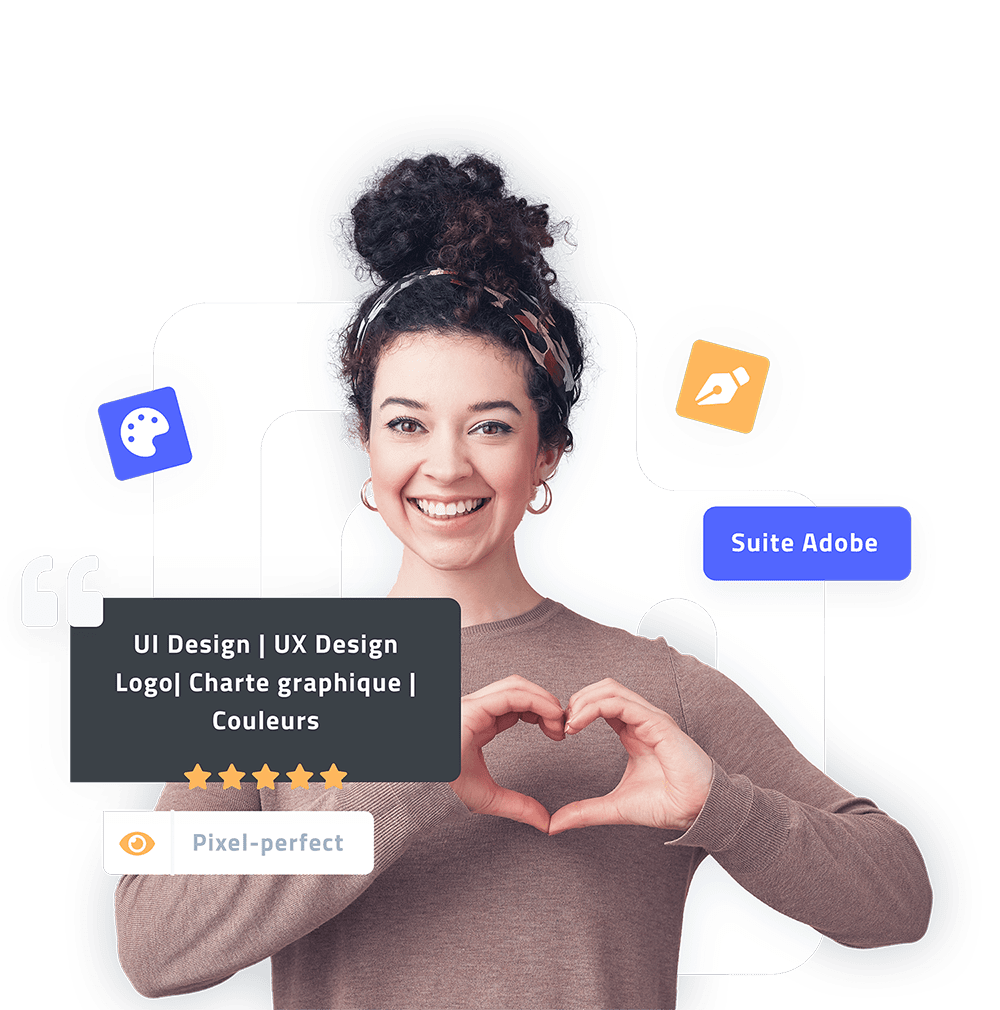 Suite Adobe
UI Design | UX Design
Logo| Charte graphique |
Couleurs
Pixel-perfect